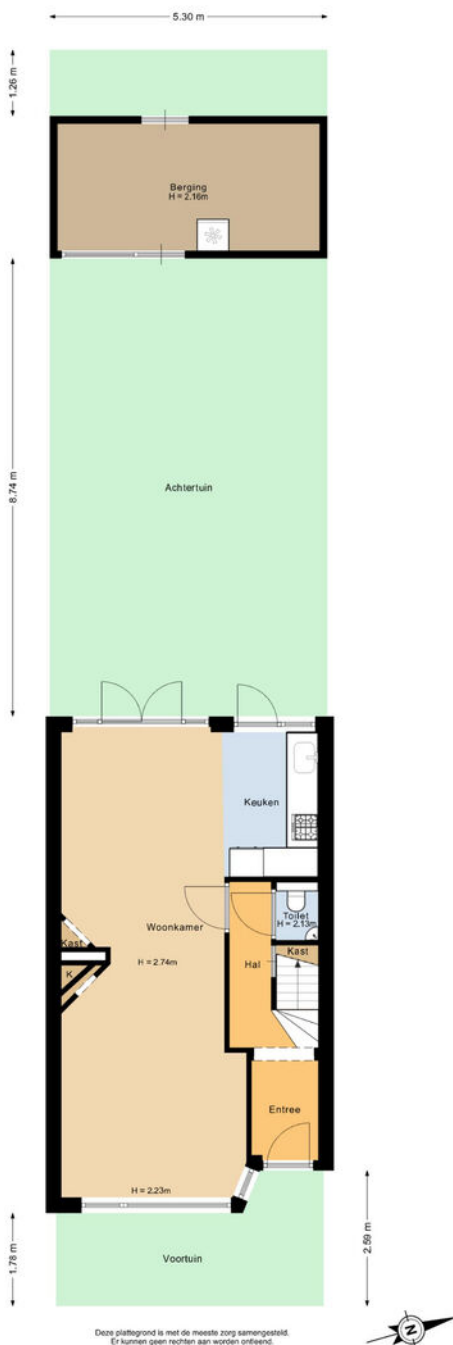 5.30 m
1.26 m
Berging
H = 2.16m
8.74 m
Achtertuin
Keuken
Toilet
H = 2.13m
Woonkamer
Kast
Kast
H = 2.74m
Hal
K
Entree
H = 2.23m
1.78 m
2.59 m
Voortuin
Deze plattegrond is met de meeste zorg samengesteld.
Er kunnen geen rechten aan worden ontleend.
N